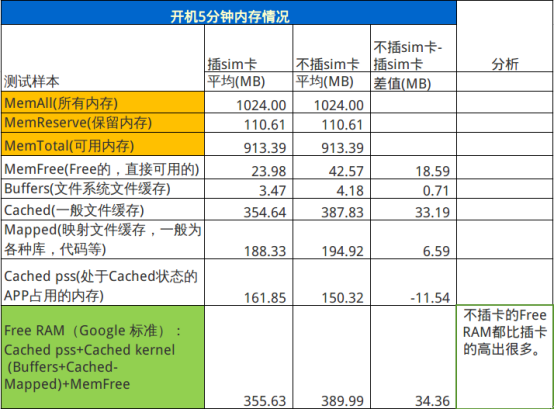 开机5分钟内存情况
测试样本 插sim卡 不插sim卡 不插sim卡-
插sim卡 分析
平均(MB) 平均(MB) 差值(MB)
MemAll(所有内存) 1024.00 1024.00
MemReserve(保留内存) 110.61 110.61
MemTotal(可用内存) 913.39 913.39
MemFree(Free的，直接可用的) 23.98 42.57 18.59
Buffers(文件系统文件缓存) 3.47 4.18 0.71
Cached(一般文件缓存) 354.64 387.83 33.19
Mapped(映射文件缓存，一般为
各种库，代码等) 188.33 194.92 6.59
Cached pss(处于Cached状态的
APP占用的内存) 161.85 150.32 -11.54
Free RAM（Google 标准）：
Cached pss+Cached kernel
(Buffers+Cached-
Mapped)+MemFree 355.63 389.99 34.36
不插卡的Free
RAM都比插卡
的高出很多。